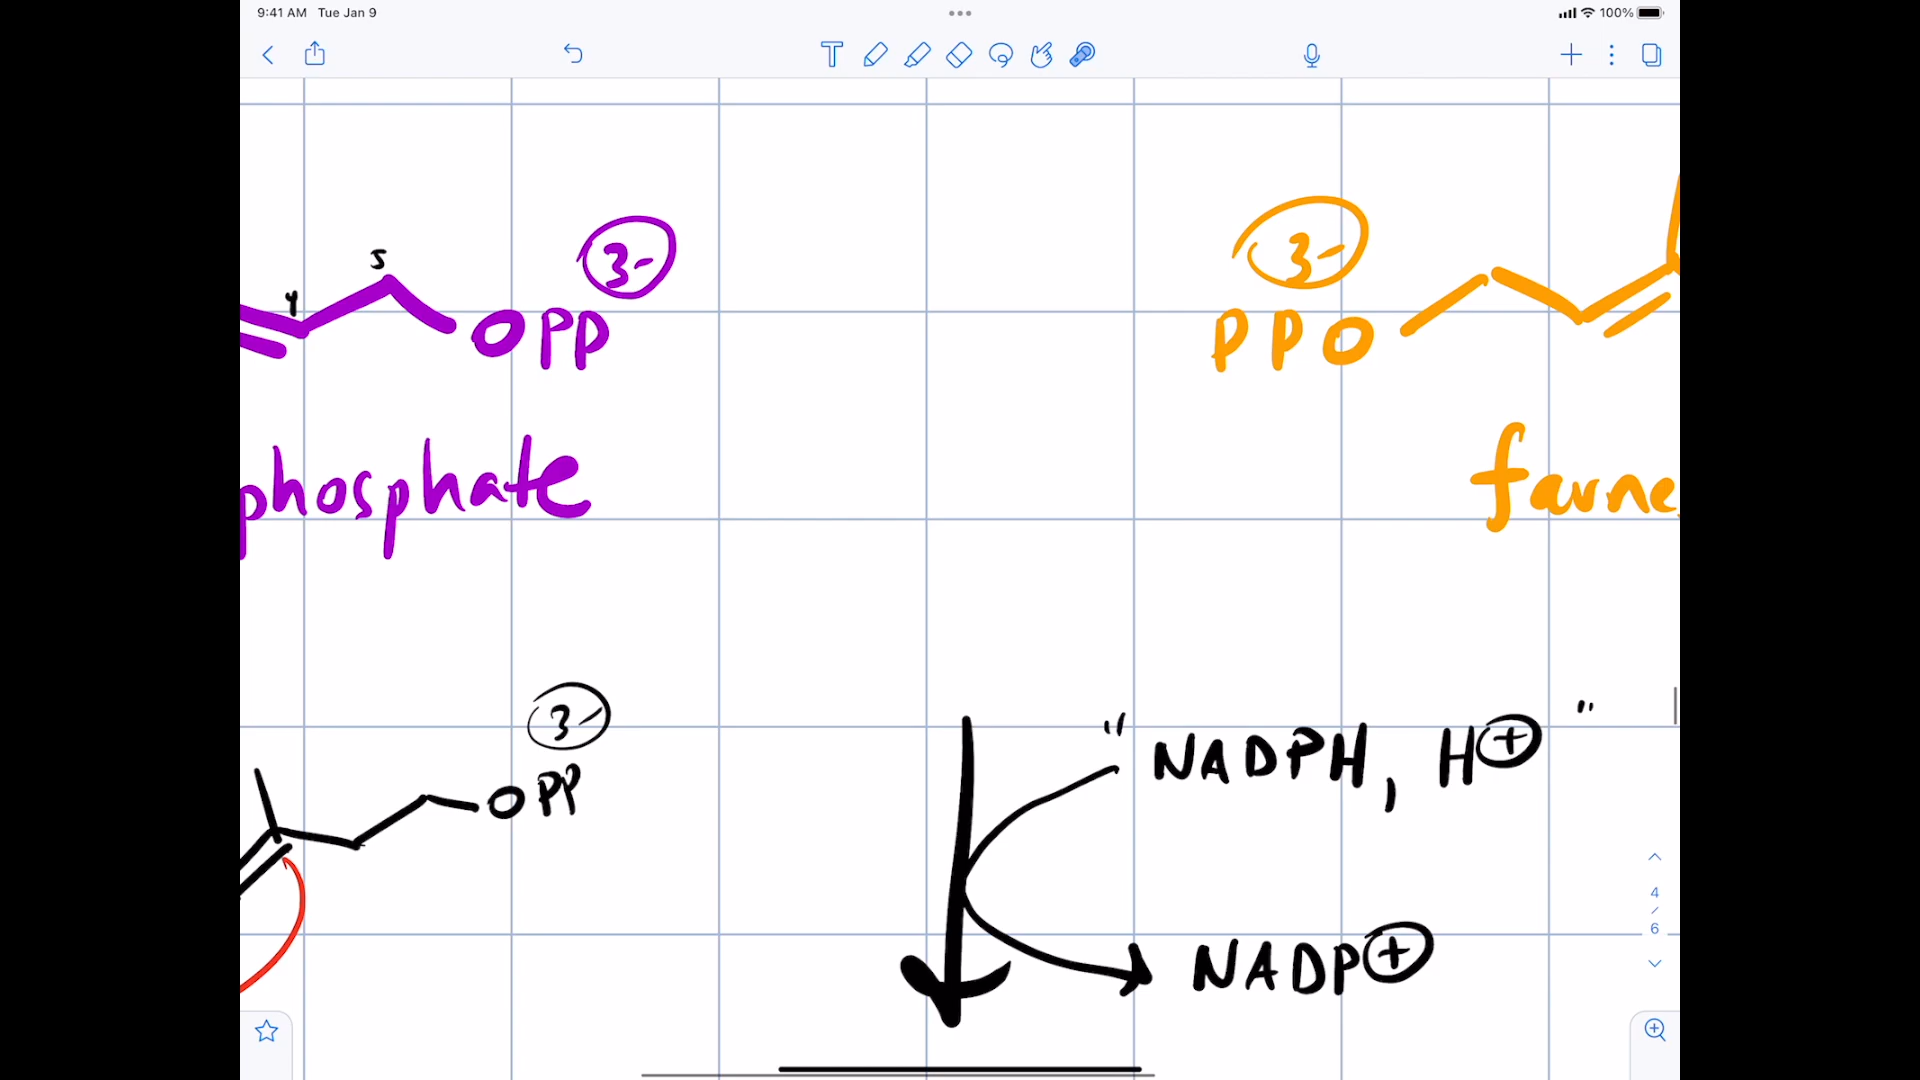 9:41 AM Tue Jan 9
100%
3-
3-
5
4
OPP
PPO
phosphate
farne
3-
OPP
" NADPH, H+ "
NADP+
4
/
6